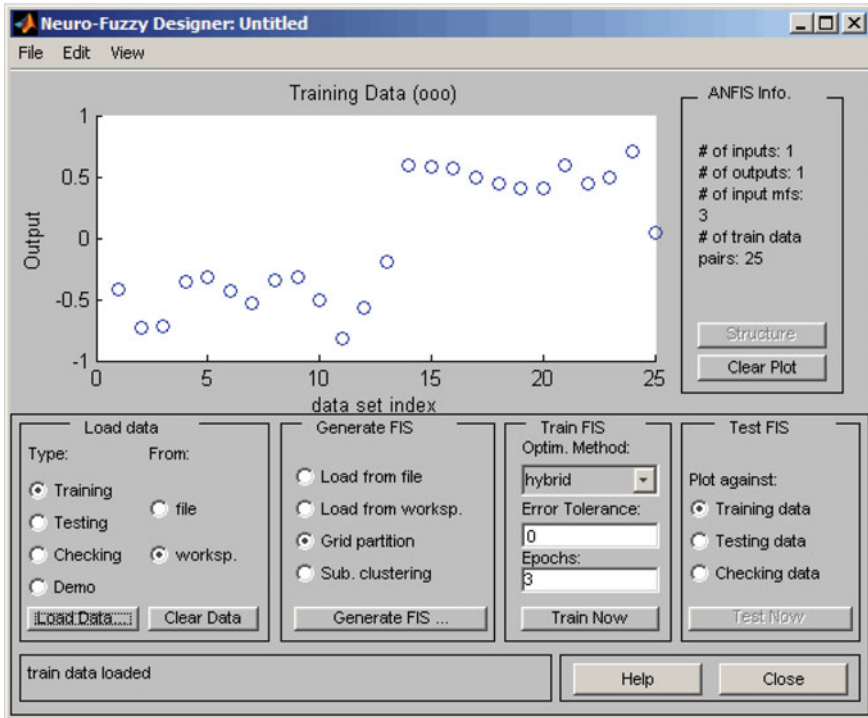 Neuro-Fuzzy Designer: Untitled
File Edit View
Training Data (ooo)
1
0.5
0
-0.5
-1
Output
0 5 10 15 20 25
data set index
ANFIS Info.
# of inputs: 1
# of outputs: 1
# of input mfs:
3
# of train data
pairs: 25
Structure
Clear Plot
Load data
Type: From:
Training
Testing
Checking
Demo
file
worksp.
Load Data...
Clear Data
Generate FIS
Load from file
Load from worksp.
Grid partition
Sub. clustering
Generate FIS ...
Train FIS
Optim. Method:
hybrid
Error Tolerance:
0
Epochs:
3
Train Now
Test FIS
Plot against:
Training data
Testing data
Checking data
Test Now
train data loaded
Help
Close